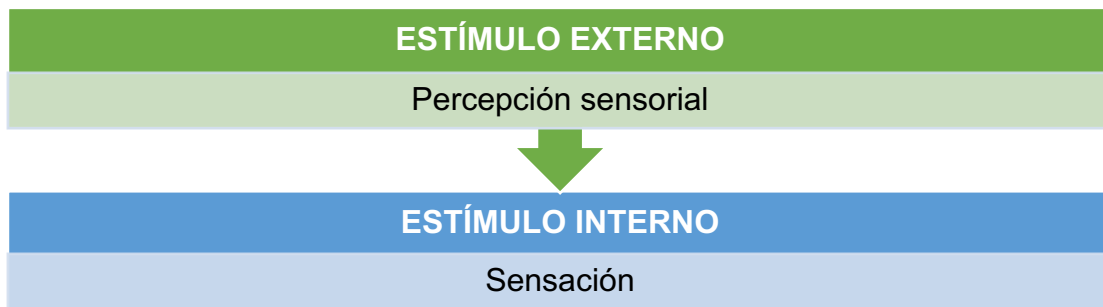 ESTÍMULO EXTERNO
Percepción sensorial
ESTÍMULO INTERNO
Sensación